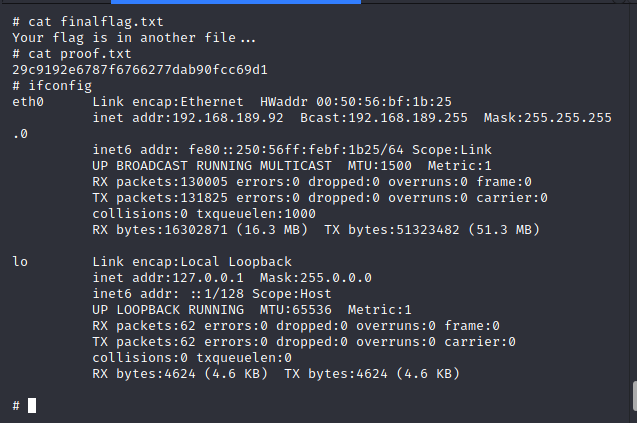 # cat finalflag.txt
Your flag is in another file...
# cat proof.txt
29c9192e6787f6766277dab90fcc69d1
# ifconfig
eth0      Link encap:Ethernet  HWaddr 00:50:56:bf:1b:25
          inet addr:192.168.189.92  Bcast:192.168.189.255  Mask:255.255.255
.0
          inet6 addr: fe80::250:56ff:febf:1b25/64 Scope:Link
          UP BROADCAST RUNNING MULTICAST  MTU:1500  Metric:1
          RX packets:130005 errors:0 dropped:0 overruns:0 frame:0
          TX packets:131825 errors:0 dropped:0 overruns:0 carrier:0
          collisions:0 txqueuelen:1000
          RX bytes:16302871 (16.3 MB)  TX bytes:51323482 (51.3 MB)

lo        Link encap:Local Loopback
          inet addr:127.0.0.1  Mask:255.0.0.0
          inet6 addr: ::1/128 Scope:Host
          UP LOOPBACK RUNNING  MTU:65536  Metric:1
          RX packets:62 errors:0 dropped:0 overruns:0 frame:0
          TX packets:62 errors:0 dropped:0 overruns:0 carrier:0
          collisions:0 txqueuelen:0
          RX bytes:4624 (4.6 KB)  TX bytes:4624 (4.6 KB)

#